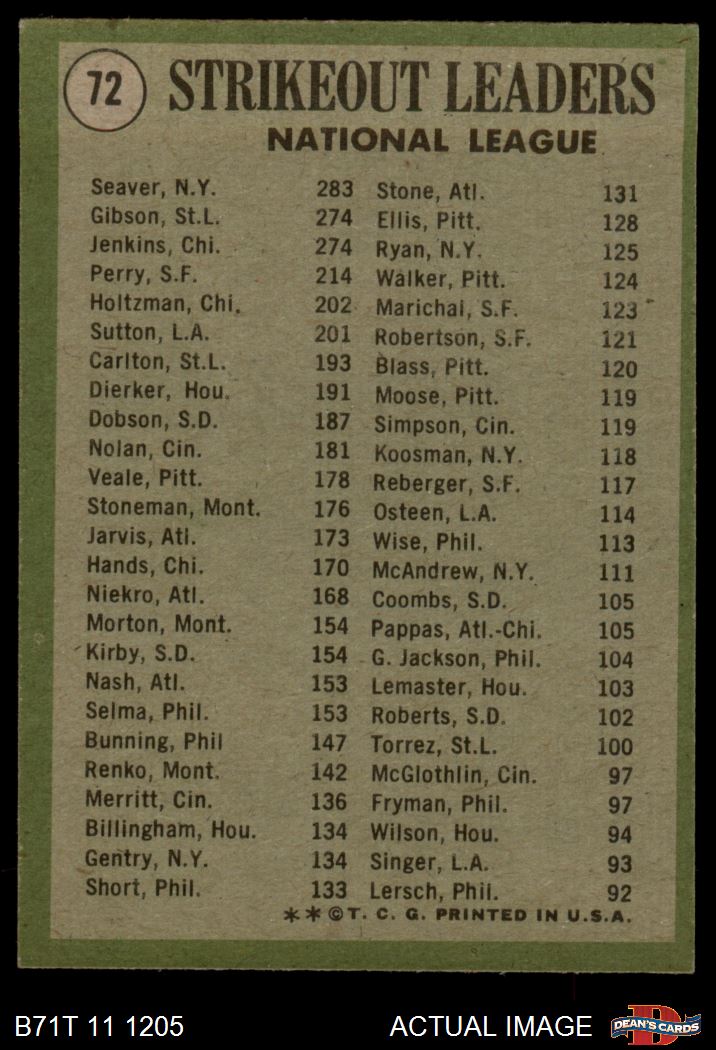 72 STRIKEOUT LEADERS
NATIONAL LEAGUE
Seaver, N.Y. 283
Gibson, St.L. 274
Jenkins, Chi. 274
Perry, S.F. 214
Holtzman, Chi. 202
Sutton, L.A. 201
Carlton, St.L. 193
Dierker, Hou. 191
Dobson, S.D. 187
Nolan, Cin. 181
Veale, Pitt. 178
Stoneman, Mont. 176
Jarvis, Atl. 173
Hands, Chi. 170
Niekro, Atl. 168
Morton, Mont. 154
Kirby, S.D. 154
Nash, Atl. 153
Selma, Phil. 153
Bunning, Phil 147
Renko, Mont. 142
Merritt, Cin. 136
Billingham, Hou. 134
Gentry, N.Y. 134
Short, Phil. 133
Stone, Atl. 131
Ellis, Pitt. 128
Ryan, N.Y. 125
Walker, Pitt. 124
Marichal, S.F. 123
Robertson, S.F. 121
Blass, Pitt. 120
Moose, Pitt. 119
Simpson, Cin. 119
Koosman, N.Y. 118
Reberger, S.F. 117
Osteen, L.A. 114
Wise, Phil. 113
McAndrew, N.Y. 111
Coombs, S.D. 105
Pappas, Atl.-Chi. 105
G. Jackson, Phil. 104
Lemaster, Hou. 103
Roberts, S.D. 102
Torrez, St.L. 100
McGlothlin, Cin. 97
Fryman, Phil. 97
Wilson, Hou. 94
Singer, L.A. 93
Lersch, Phil. 92
**©T. C. G. PRINTED IN U.S.A.
B71T 11 1205 ACTUAL IMAGE
D
DEAN'S CARDS